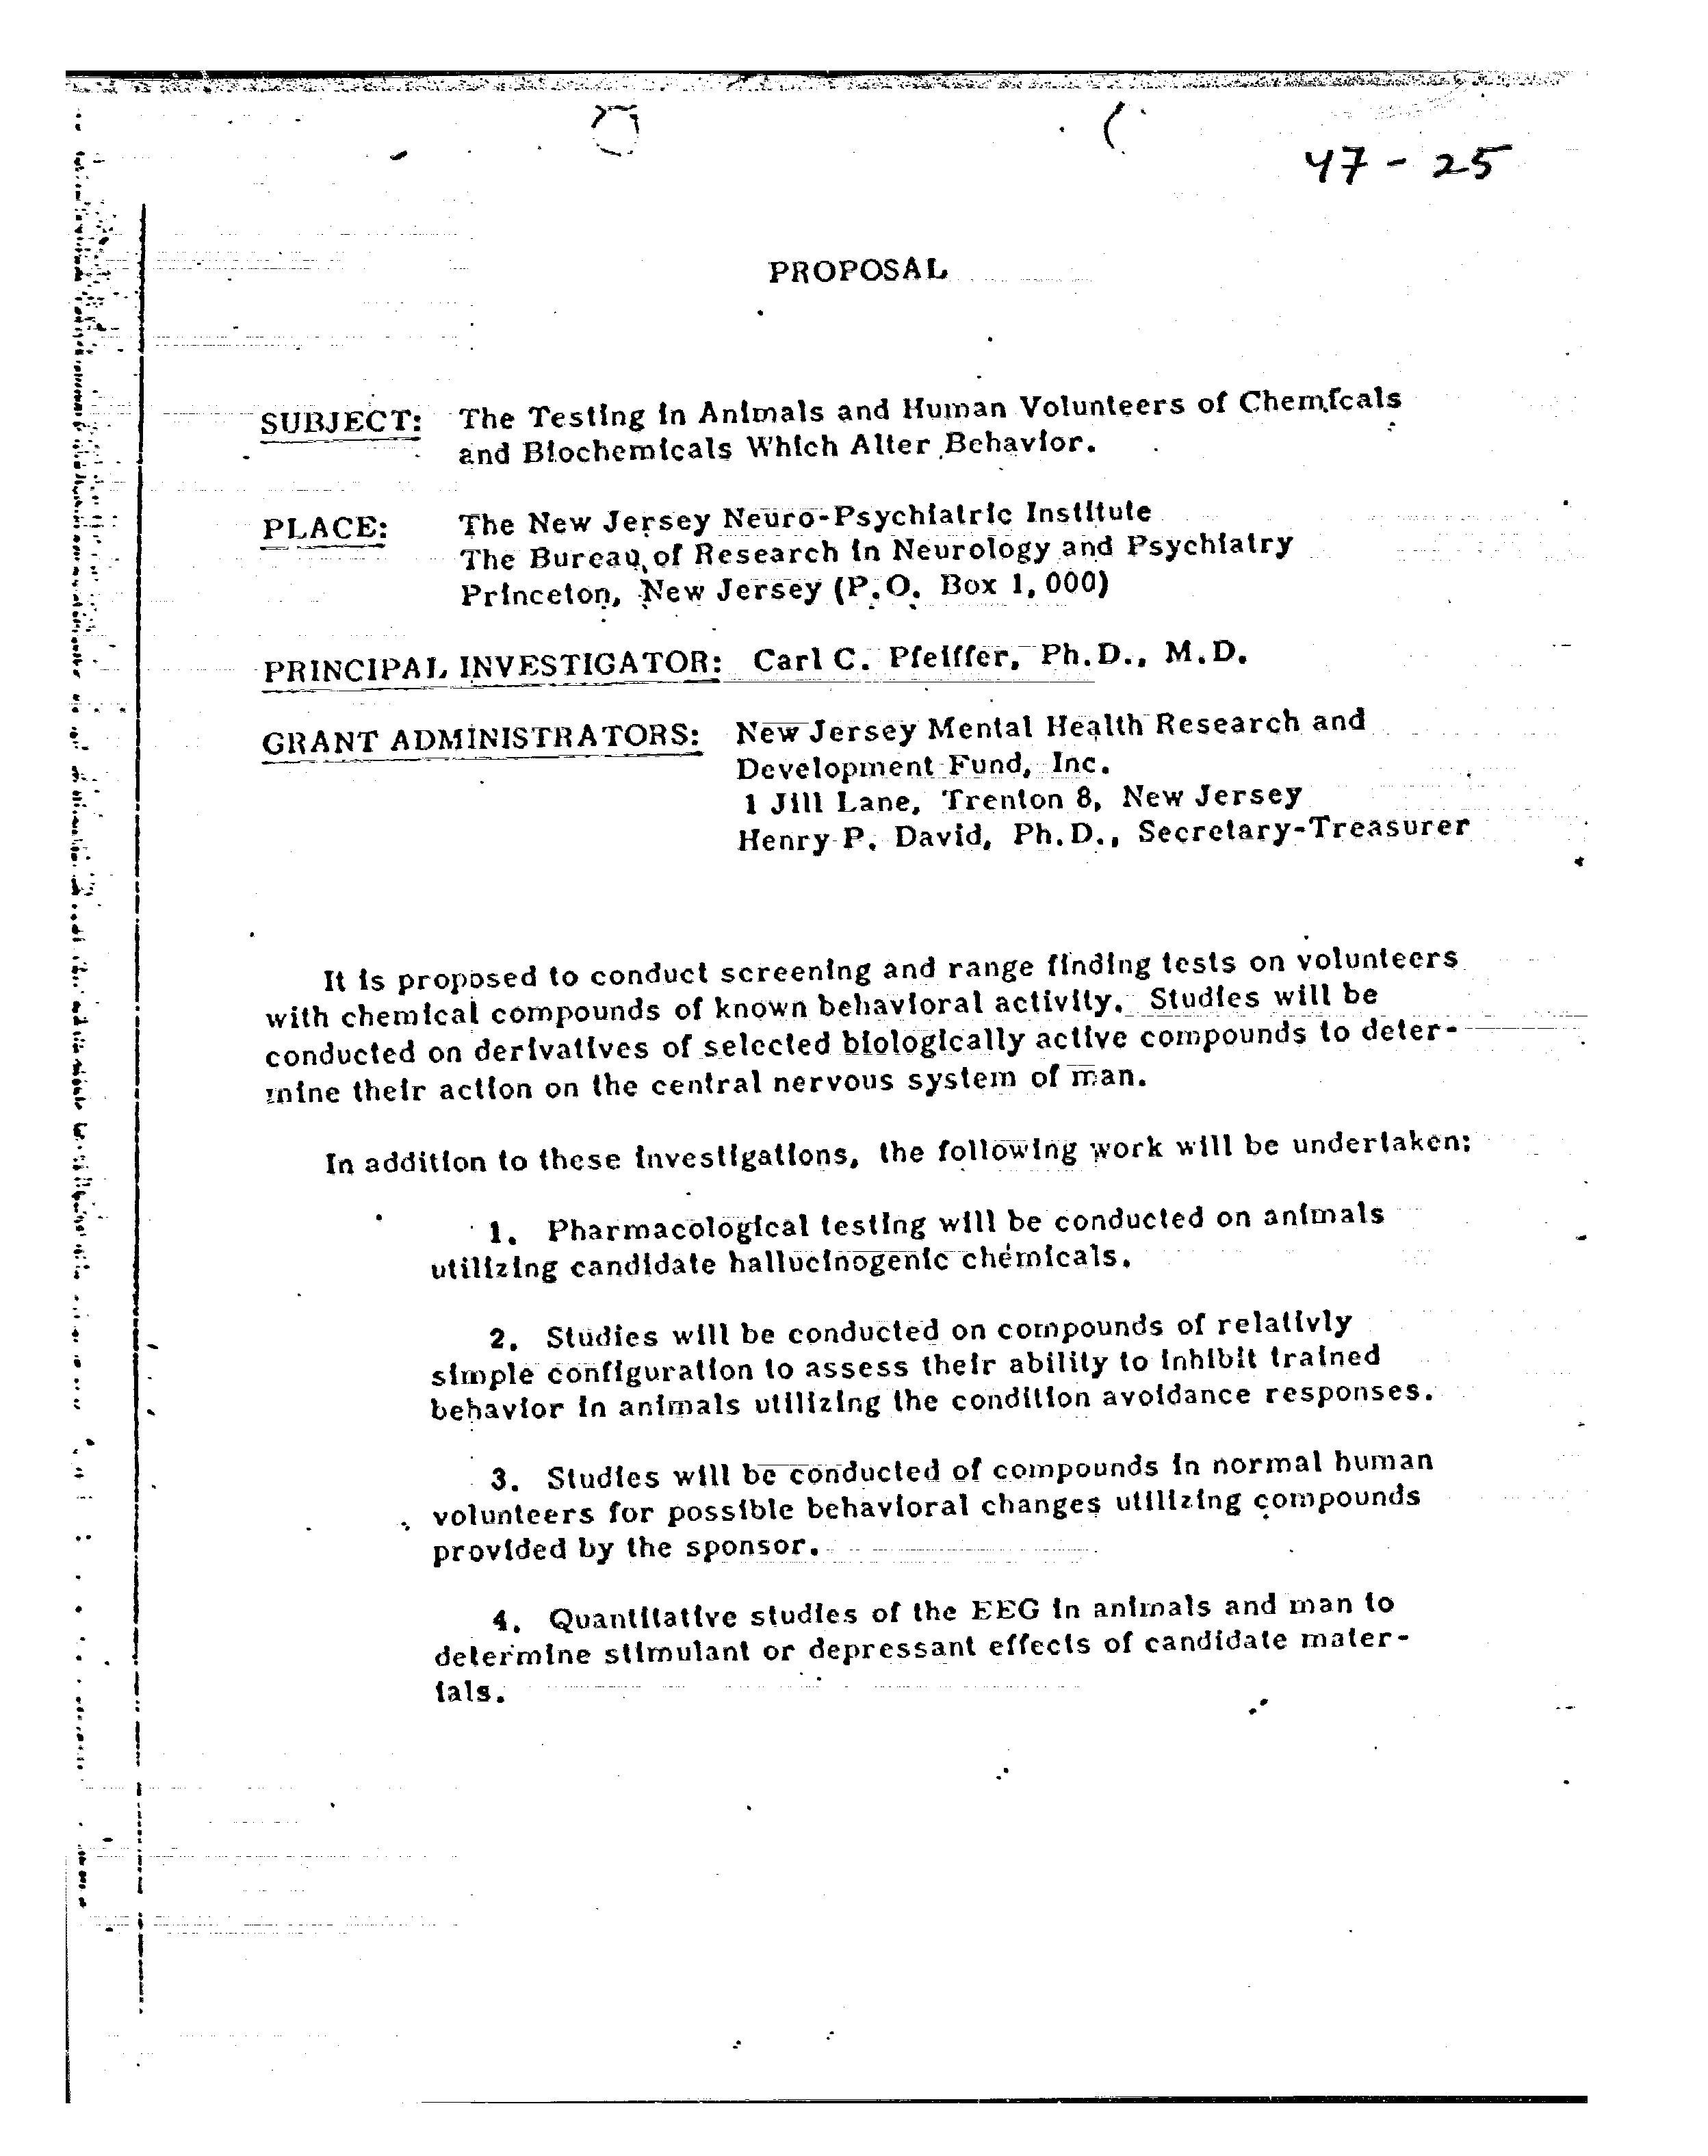 47 - 25
PROPOSAL
SUBJECT: The Testing in Animals and Human Volunteers of Chemicals
and Biochemicals Which Alter Behavior.
PLACE: The New Jersey Neuro-Psychiatric Institute
The Bureau of Research in Neurology and Psychiatry
Princeton, New Jersey (P.O. Box 1,000)
PRINCIPAL INVESTIGATOR: Carl C. Pfeiffer, Ph.D., M.D.
GRANT ADMINISTRATORS: New Jersey Mental Health Research and
Development Fund, Inc.
1 Jill Lane, Trenton 8, New Jersey
Henry P. David, Ph.D., Secretary-Treasurer
It is proposed to conduct screening and range finding tests on volunteers
with chemical compounds of known behavioral activity. Studies will be
conducted on derivatives of selected biologically active compounds to deter-
mine their action on the central nervous system of man.
In addition to these investigations, the following work will be undertaken:
1. Pharmacological testing will be conducted on animals
utilizing candidate hallucinogenic chemicals.
2. Studies will be conducted on compounds of relativly
simple configuration to assess their ability to inhibit trained
behavior in animals utilizing the condition avoidance responses.
3. Studies will be conducted of compounds in normal human
volunteers for possible behavioral changes utilizing compounds
provided by the sponsor.
4. Quantitative studies of the EEG in animals and man to
determine stimulant or depressant effects of candidate mater-
ials.